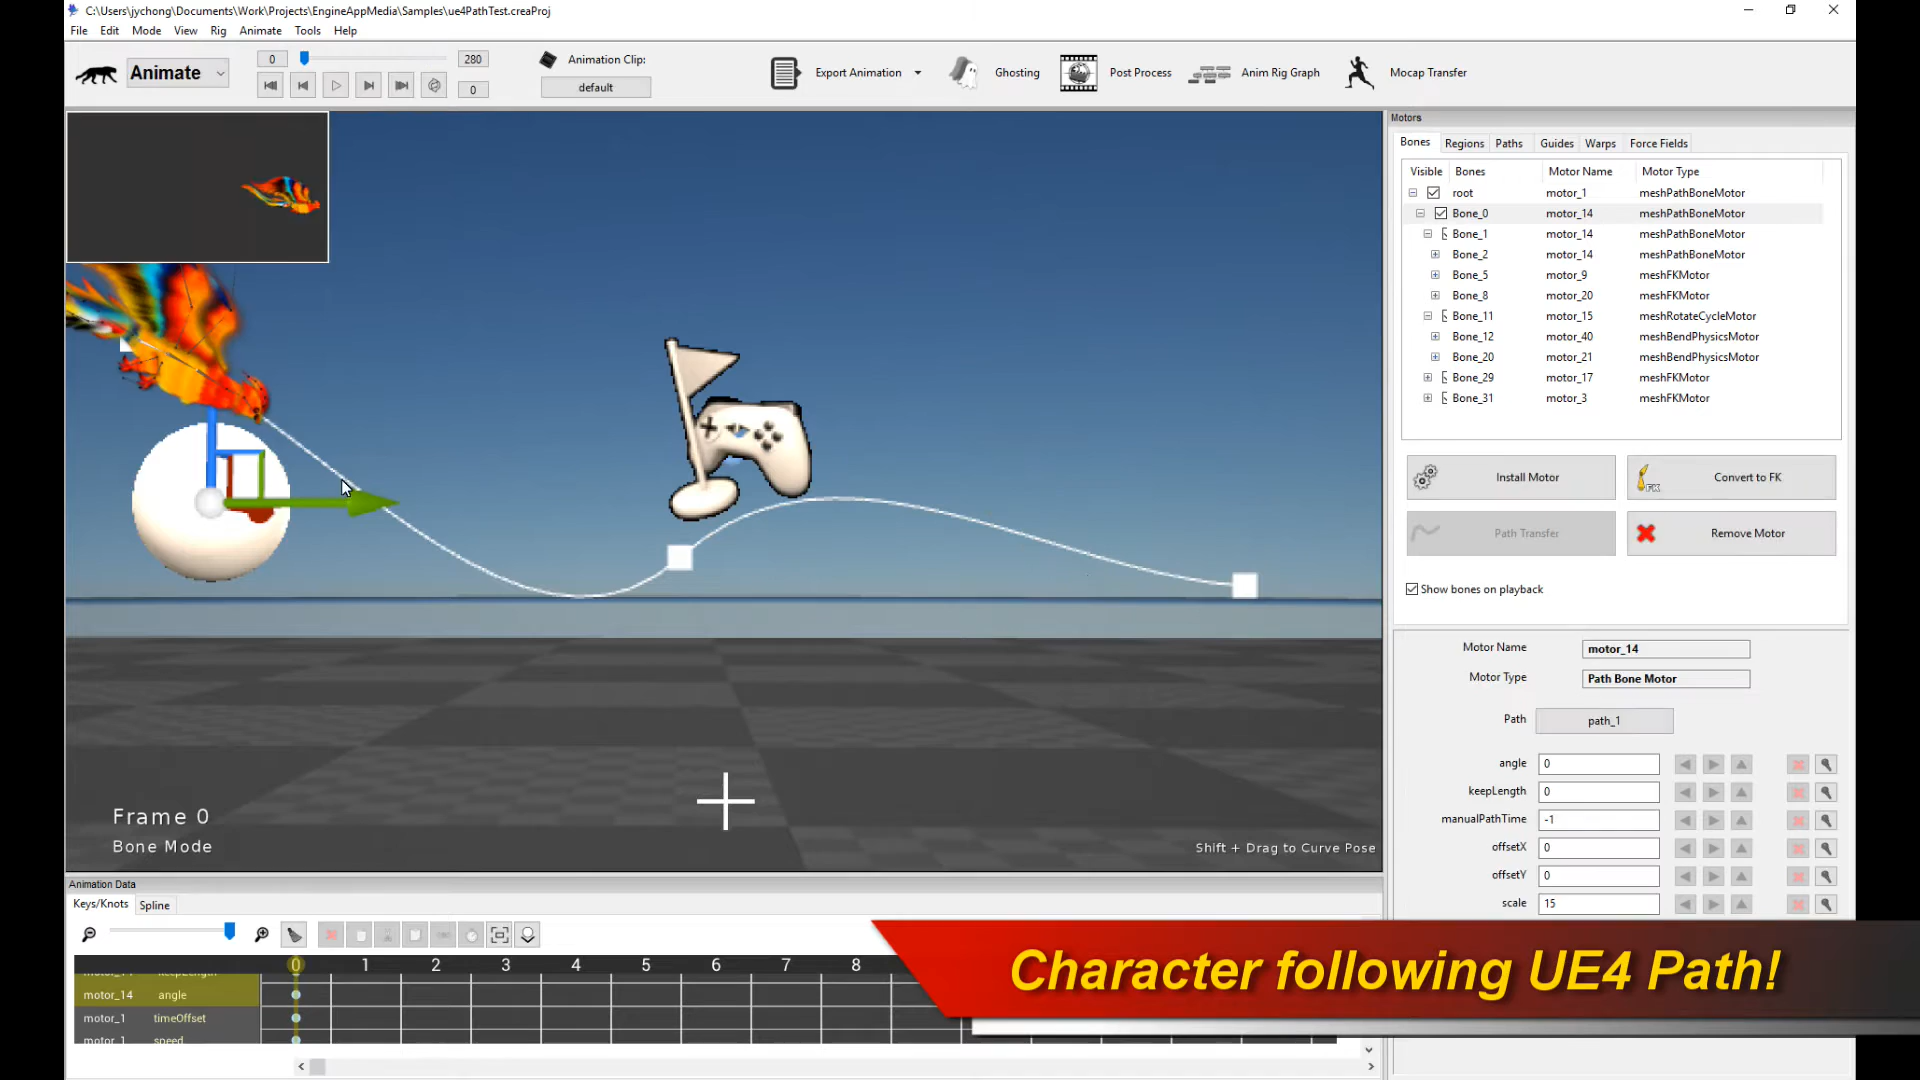 C:\Users\jychong\Documents\Work\Projects\EngineAppMedia\Samples\ue4PathTest.creaProj
File Edit Mode View Rig Animate Tools Help
Animate
0 280
0
Animation Clip:
default
Export Animation
Ghosting
Post Process
Anim Rig Graph
Mocap Transfer
Motors
Bones Regions Paths Guides Warps Force Fields
Visible Bones Motor Name Motor Type
root motor_1 meshPathBoneMotor
Bone_0 motor_14 meshPathBoneMotor
Bone_1 motor_14 meshPathBoneMotor
Bone_2 motor_14 meshPathBoneMotor
Bone_5 motor_9 meshFKMotor
Bone_8 motor_20 meshFKMotor
Bone_11 motor_15 meshRotateCycleMotor
Bone_12 motor_40 meshBendPhysicsMotor
Bone_20 motor_21 meshBendPhysicsMotor
Bone_29 motor_17 meshFKMotor
Bone_31 motor_3 meshFKMotor
Install Motor
FK Convert to FK
Path Transfer
Remove Motor
Show bones on playback
Motor Name motor_14
Motor Type Path Bone Motor
Path path_1
angle 0
keepLength 0
manualPathTime -1
offsetX 0
offsetY 0
scale 15
Frame 0
Bone Mode
Shift + Drag to Curve Pose
Animation Data
Keys/Knots Spline
0 1 2 3 4 5 6 7 8
motor_14 keepLength
motor_14 angle
motor_1 timeOffset
motor_1 speed
Character following UE4 Path!